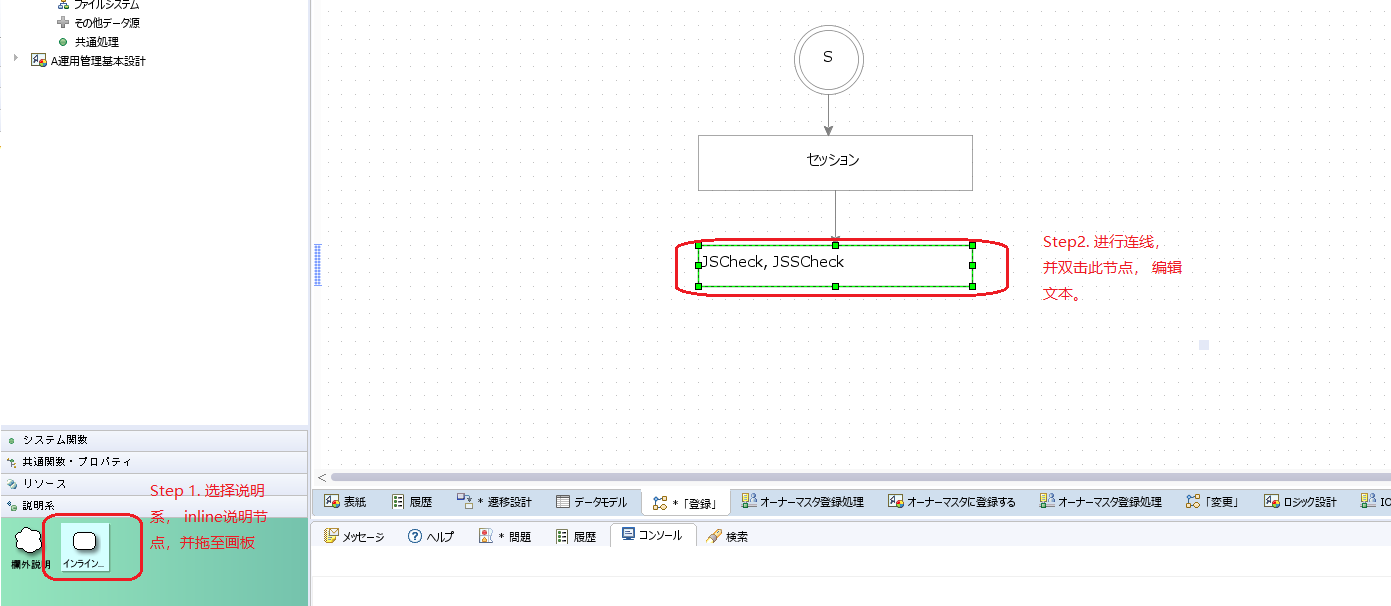 ファイルシステム
その他データ源
共通処理
A運用管理基本設計
S
セッション
JSCheck, JSSCheck
Step2. 进行连线，
并双击此节点， 编辑
文本。
システム関数
共通関数・プロパティ
リソース
説明系
Step 1. 选择说明
系， inline说明节
点，并拖至画板
欄外説明
インライン...
<
表紙
履歴
* 遷移設計
データモデル
*「登録」
オーナーマスタ登録処理
オーナーマスタに登録する
オーナーマスタ登録処理
「変更」
ロジック設計
IO
メッセージ
ヘルプ
* 問題
履歴
コンソール
検索